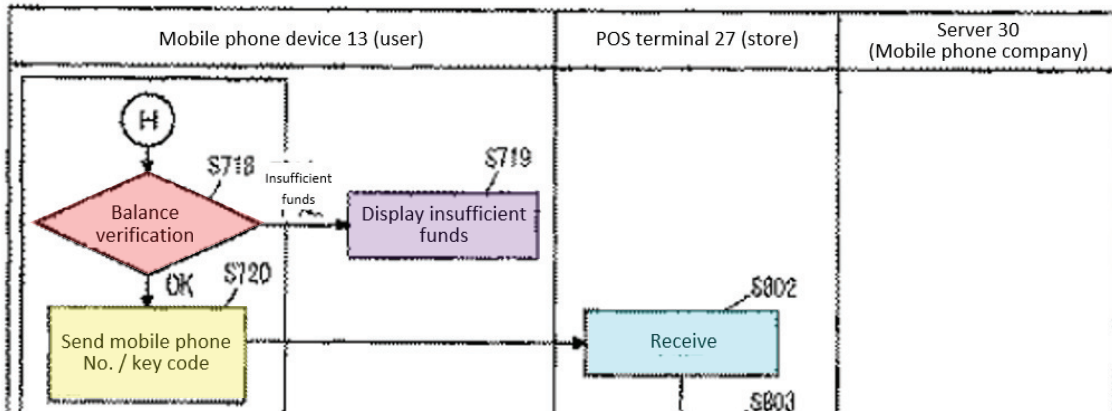 Mobile phone device 13 (user)
POS terminal 27 (store)
Server 30
(Mobile phone company)
H
S718
Insufficient
funds
S719
Balance
verification
Display insufficient
funds
OK
S720
S802
Send mobile phone
No. / key code
Receive
S803